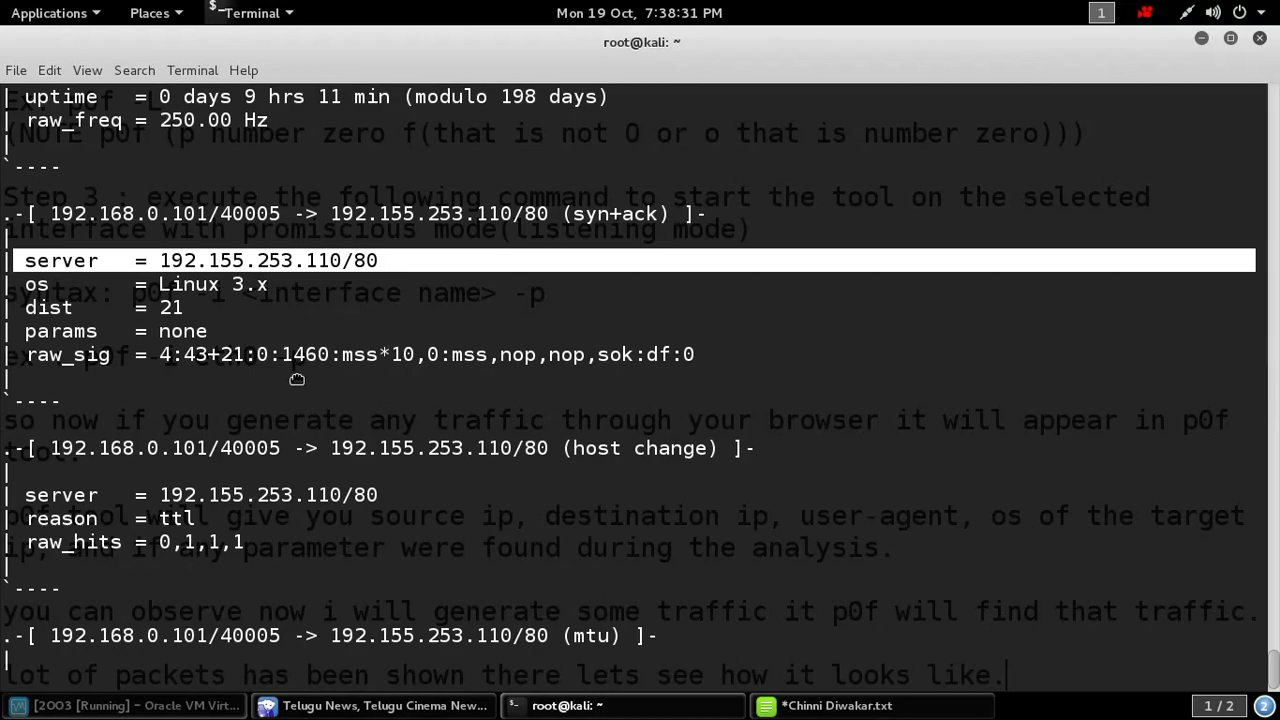 Applications Places Terminal Mon 19 Oct, 7:38:31 PM 1
root@kali: ~
File Edit View Search Terminal Help
| uptime = 0 days 9 hrs 11 min (modulo 198 days)
Ex: p0f -L
| raw_freq = 250.00 Hz
(NOTE p0f (p number zero f(that is not O or o that is number zero)))
|
`----
Step 3 : execute the following command to start the tool on the selected
.-[ 192.168.0.101/40005 -> 192.155.253.110/80 (syn+ack) ]-
interface with promiscious mode(listening mode)
|
| server = 192.155.253.110/80
| os = Linux 3.x
syntax: p0f -i <interface name> -p
| dist = 21
| params = none
| raw_sig = 4:43+21:0:1460:mss*10,0:mss,nop,nop,sok:df:0
|
`----
so now if you generate any traffic through your browser it will appear in p0f
tool.
.-[ 192.168.0.101/40005 -> 192.155.253.110/80 (host change) ]-
|
| server = 192.155.253.110/80
| reason = ttl
p0f tool will give you source ip, destination ip, user-agent, os of the target
| raw_hits = 0,1,1,1
ip, and if any parameter were found during the analysis.
|
`----
you can observe now i will generate some traffic it p0f will find that traffic.
.-[ 192.168.0.101/40005 -> 192.155.253.110/80 (mtu) ]-
|
lot of packets has been shown there lets see how it looks like.
[2003 [Running] - Oracle VM Virt... Telugu News, Telugu Cinema New... root@kali: ~ *Chinni Diwakar.txt 1 / 2 2